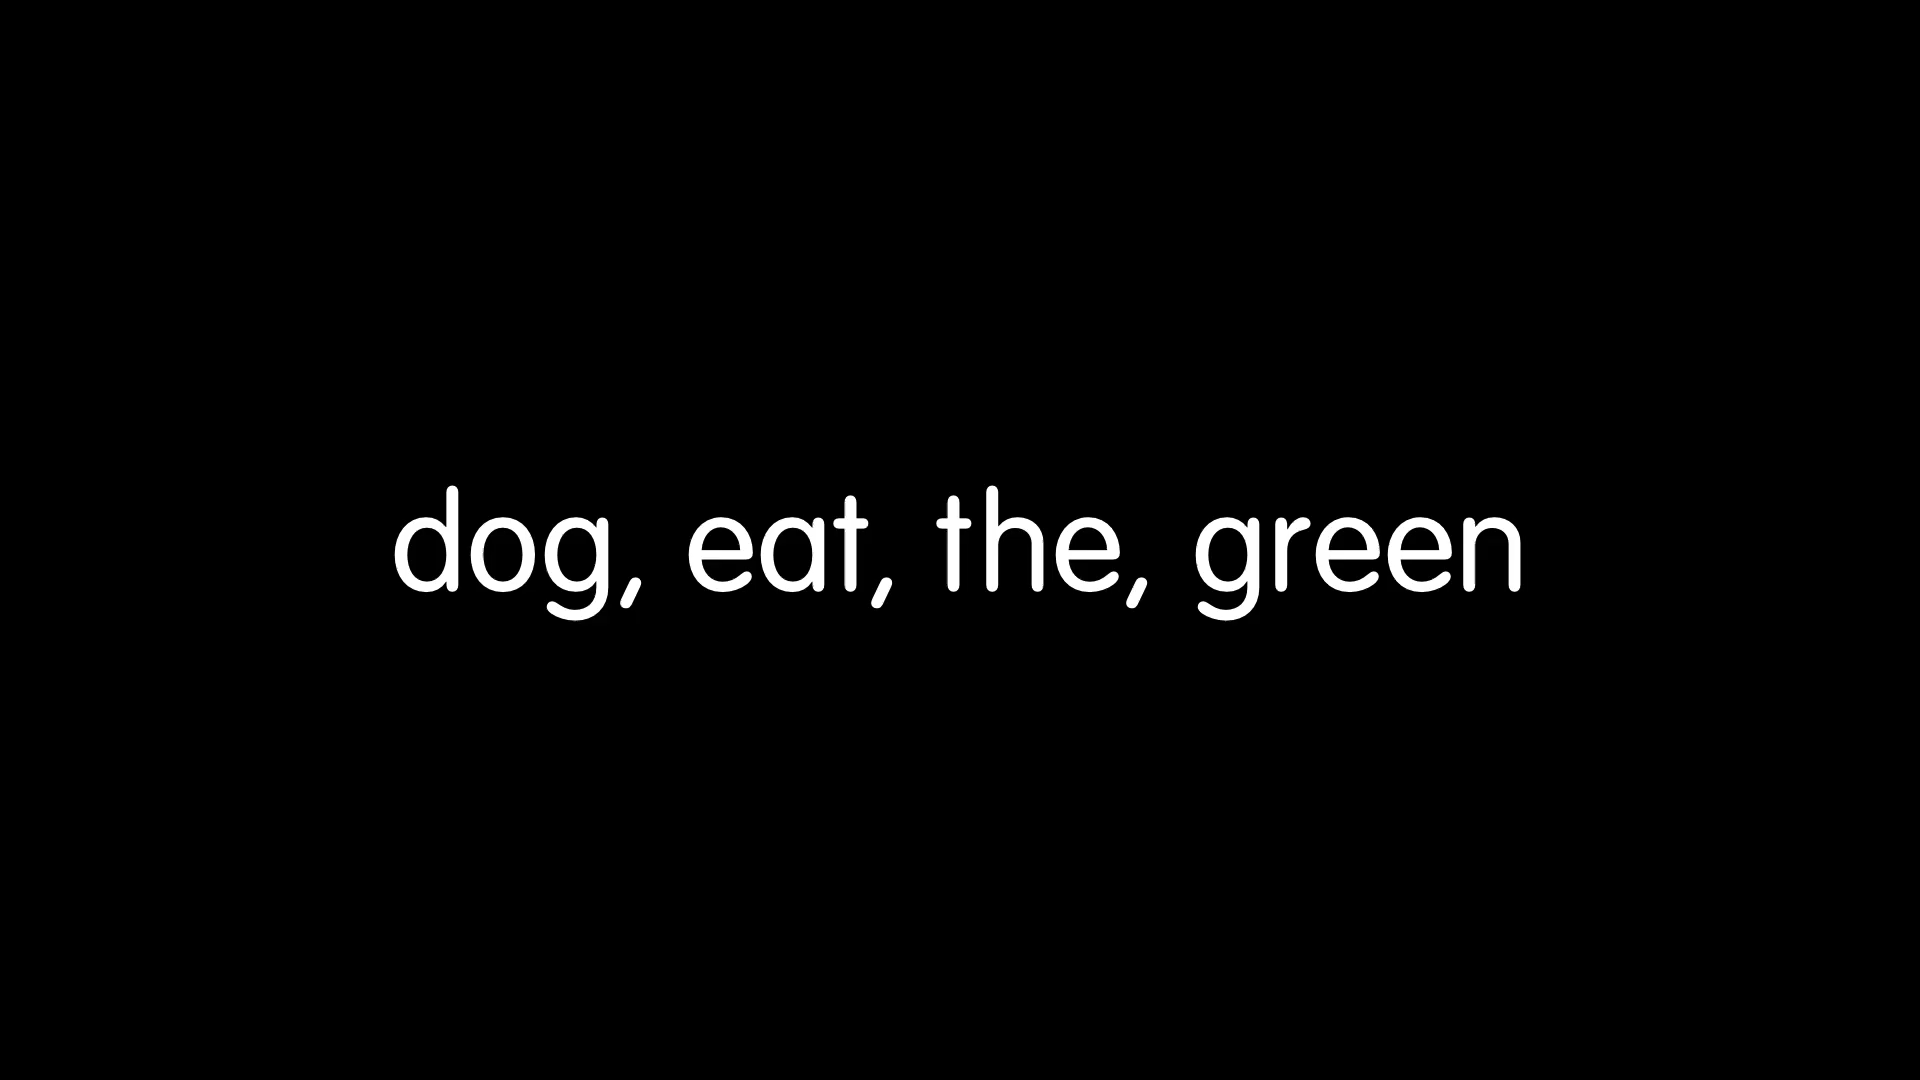 dog, eat, the, green